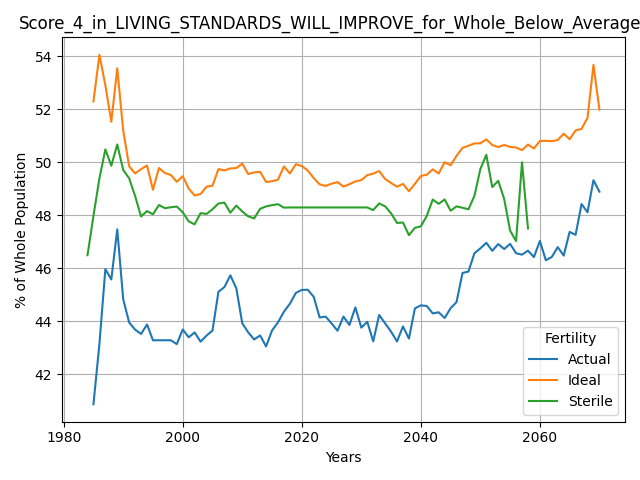 Score_4_in_LIVING_STANDARDS_WILL_IMPROVE_for_Whole_Below_Average
% of Whole Population
54
52
50
48
46
44
42
1980
2000
2020
2040
2060
Years
Fertility
Actual
Ideal
Sterile